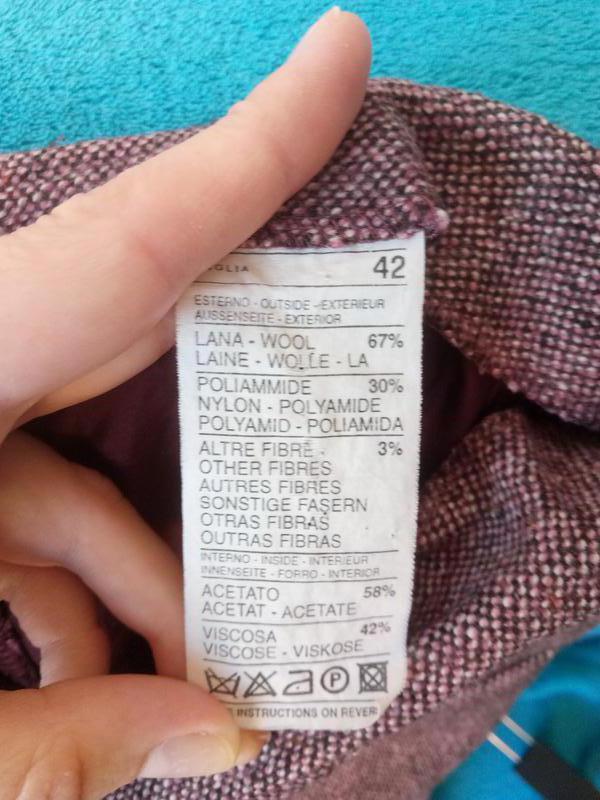 42
ESTERNO - OUTSIDE - EXTERIEUR
AUSSENSEITE - EXTERIOR
LANA - WOOL 67%
LAINE - WOLLE - LA
POLIAMMIDE 30%
NYLON - POLYAMIDE
POLYAMID - POLIAMIDA
ALTRE FIBRE - 3%
OTHER FIBRES
AUTRES FIBRES
SONSTIGE FASERN
OTRAS FIBRAS
OUTRAS FIBRAS
INTERNO - INSIDE - INTERIEUR
INNENSEITE - FORRO - INTERIOR
ACETATO 58%
ACETAT - ACETATE
VISCOSA 42%
VISCOSE - VISKOSE
P
INSTRUCTIONS ON REVER